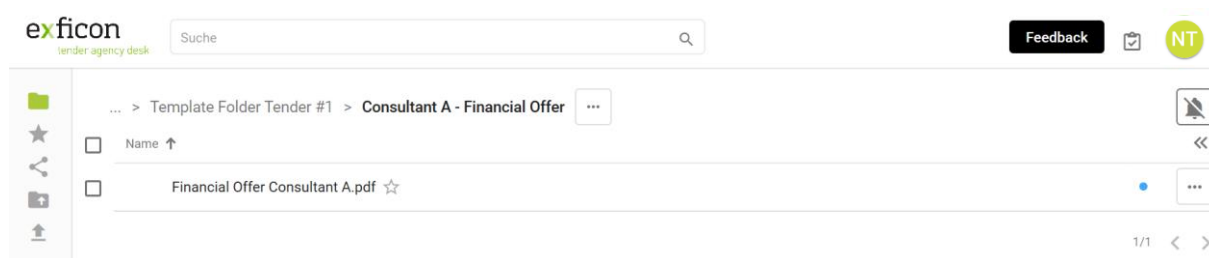 exficon
tender agency desk
Suche
Feedback
NT
... > Template Folder Tender #1 > Consultant A - Financial Offer ...
Name ↑
Financial Offer Consultant A.pdf
...
1/1 < >